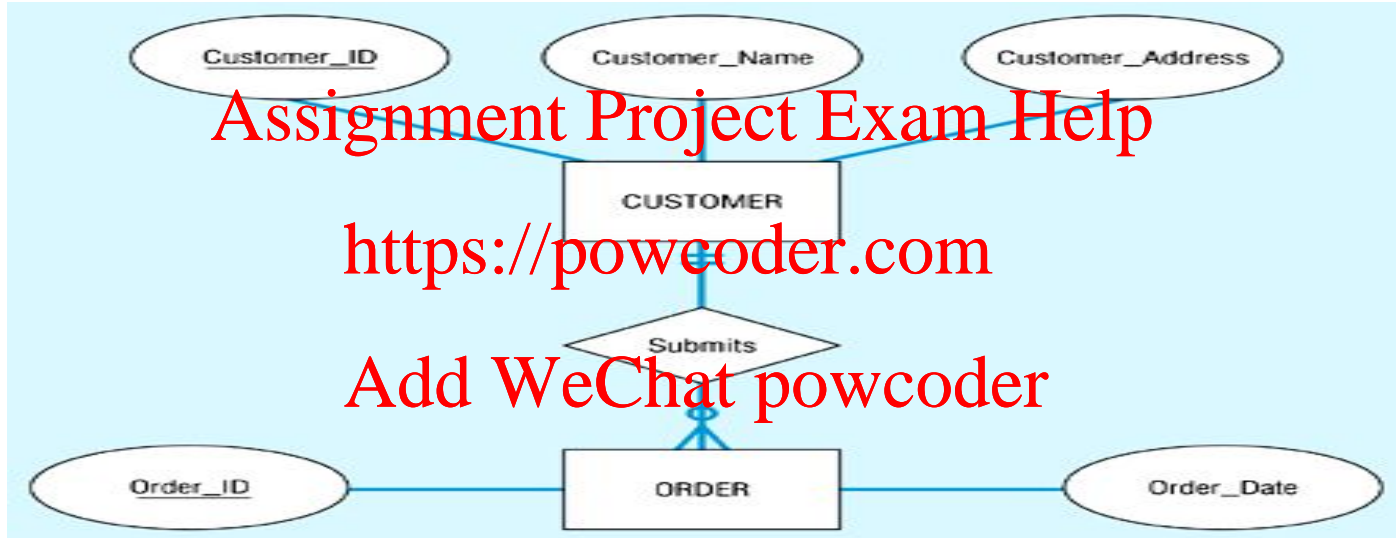 Customer_ID Customer_Name Customer_Address
Assignment Project Exam Help
CUSTOMER
https://powcoder.com
Submits
Add WeChat powcoder
Order_ID ORDER Order_Date